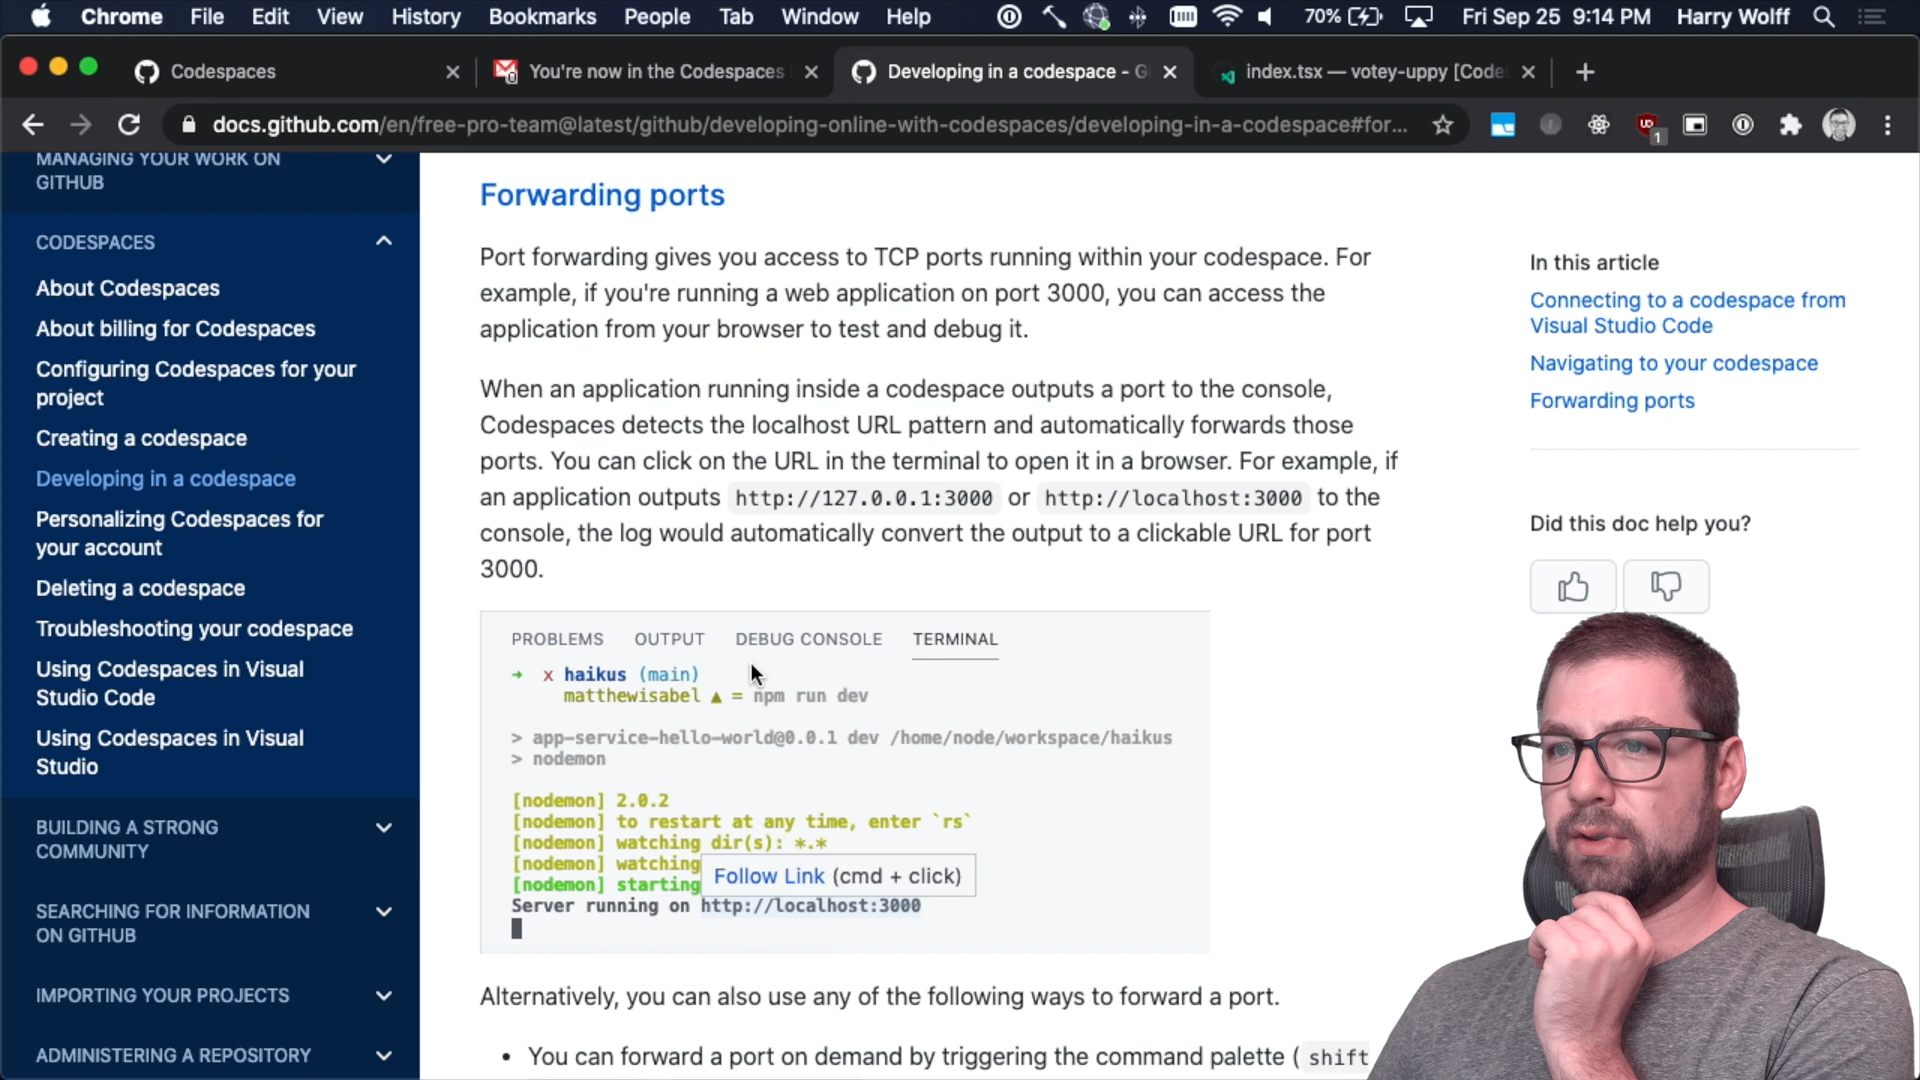 Chrome File Edit View History Bookmarks People Tab Window Help 70% Fri Sep 25 9:14 PM Harry Wolff
Codespaces
You're now in the Codespaces
Developing in a codespace - G
index.tsx — votey-uppy [Codes
docs.github.com/en/free-pro-team@latest/github/developing-online-with-codespaces/developing-in-a-codespace#for...
1
MANAGING YOUR WORK ON
GITHUB
CODESPACES
About Codespaces
About billing for Codespaces
Configuring Codespaces for your
project
Creating a codespace
Developing in a codespace
Personalizing Codespaces for
your account
Deleting a codespace
Troubleshooting your codespace
Using Codespaces in Visual
Studio Code
Using Codespaces in Visual
Studio
BUILDING A STRONG
COMMUNITY
SEARCHING FOR INFORMATION
ON GITHUB
IMPORTING YOUR PROJECTS
ADMINISTERING A REPOSITORY
Forwarding ports
Port forwarding gives you access to TCP ports running within your codespace. For
example, if you're running a web application on port 3000, you can access the
application from your browser to test and debug it.
When an application running inside a codespace outputs a port to the console,
Codespaces detects the localhost URL pattern and automatically forwards those
ports. You can click on the URL in the terminal to open it in a browser. For example, if
an application outputs http://127.0.0.1:3000 or http://localhost:3000 to the
console, the log would automatically convert the output to a clickable URL for port
3000.
PROBLEMS OUTPUT DEBUG CONSOLE TERMINAL
➜ x haikus (main)
matthewisabel ▲ = npm run dev
> app-service-hello-world@0.0.1 dev /home/node/workspace/haikus
> nodemon
[nodemon] 2.0.2
[nodemon] to restart at any time, enter `rs`
[nodemon] watching dir(s): *.*
[nodemon] watching
Follow Link (cmd + click)
[nodemon] starting
Server running on http://localhost:3000
Alternatively, you can also use any of the following ways to forward a port.
• You can forward a port on demand by triggering the command palette ( shift
In this article
Connecting to a codespace from
Visual Studio Code
Navigating to your codespace
Forwarding ports
Did this doc help you?